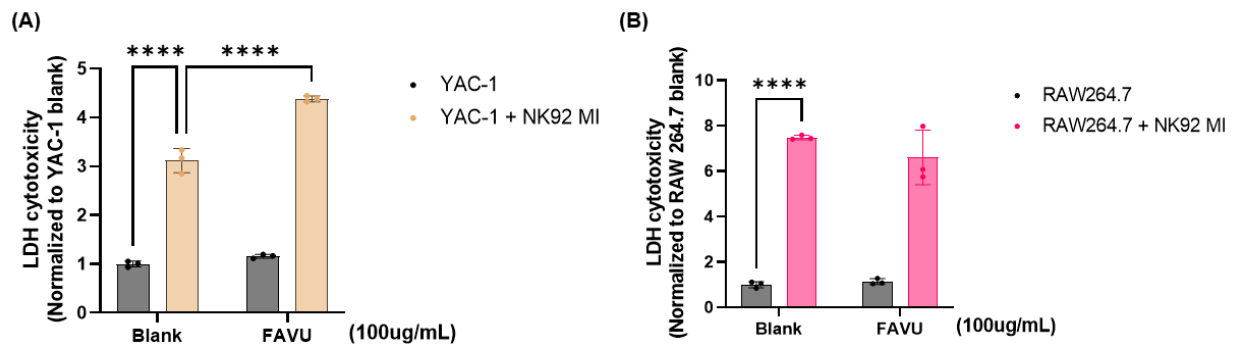 (A)
LDH cytotoxicity
(Normalized to YAC-1 blank)
5
4
3
2
1
0
****
****
Blank
FAVU
(100ug/mL)
YAC-1
YAC-1 + NK92 MI
(B)
LDH cytotoxicity
(Normalized to RAW 264.7 blank)
10
8
6
4
2
0
****
Blank
FAVU
(100ug/mL)
RAW264.7
RAW264.7 + NK92 MI